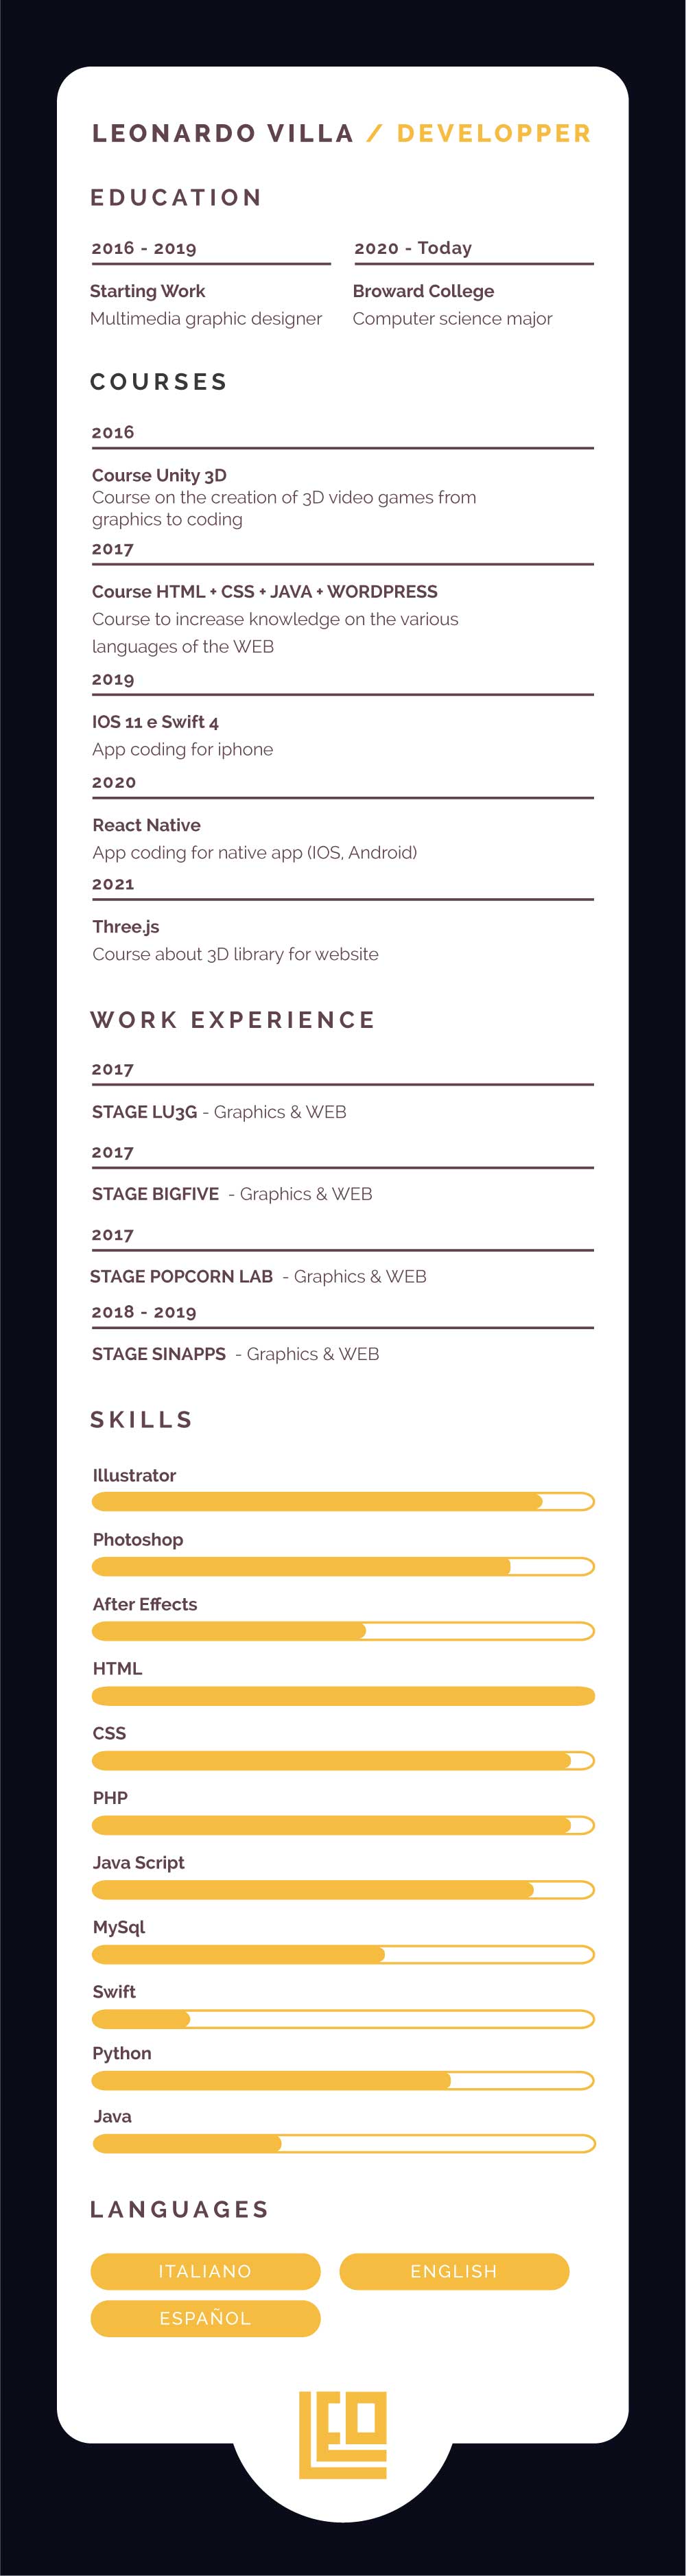 LEONARDO VILLA / DEVELOPPER
EDUCATION
2016 - 2019
Starting Work
Multimedia graphic designer
2020 - Today
Broward College
Computer science major
COURSES
2016
Course Unity 3D
Course on the creation of 3D video games from
graphics to coding
2017
Course HTML + CSS + JAVA + WORDPRESS
Course to increase knowledge on the various
languages of the WEB
2019
IOS 11 e Swift 4
App coding for iphone
2020
React Native
App coding for native app (IOS, Android)
2021
Three.js
Course about 3D library for website
WORK EXPERIENCE
2017
STAGE LU3G - Graphics & WEB
2017
STAGE BIGFIVE - Graphics & WEB
2017
STAGE POPCORN LAB - Graphics & WEB
2018 - 2019
STAGE SINAPPS - Graphics & WEB
SKILLS
Illustrator
Photoshop
After Effects
HTML
CSS
PHP
Java Script
MySql
Swift
Python
Java
LANGUAGES
ITALIANO
ENGLISH
ESPAÑOL
LEO